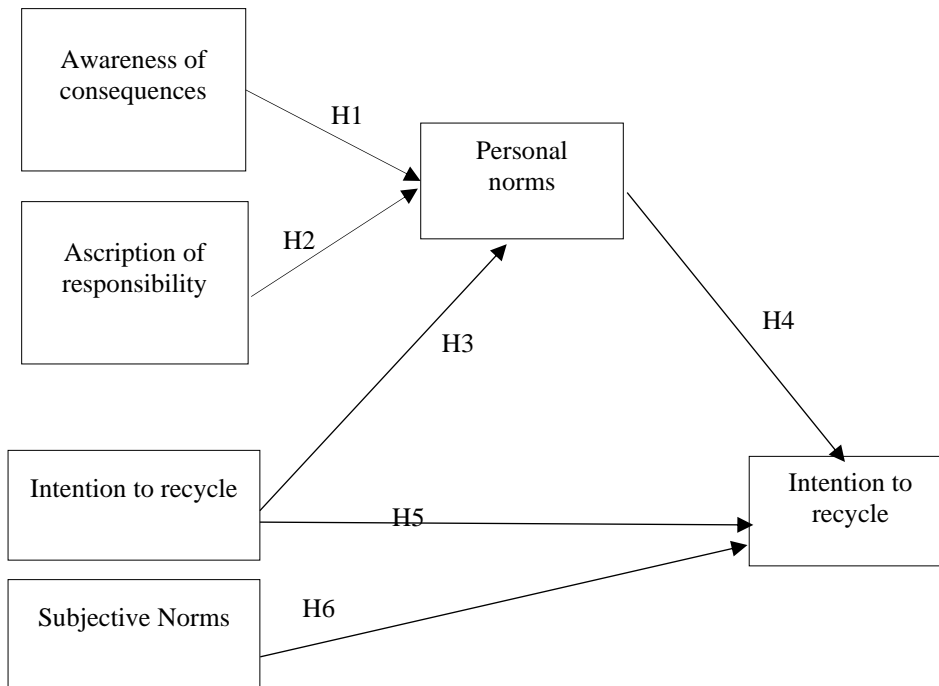 Awareness of
consequences
H1
Personal
norms
Ascription of
responsibility
H2
H3
H4
Intention to recycle
H5
Intention to
recycle
Subjective Norms
H6